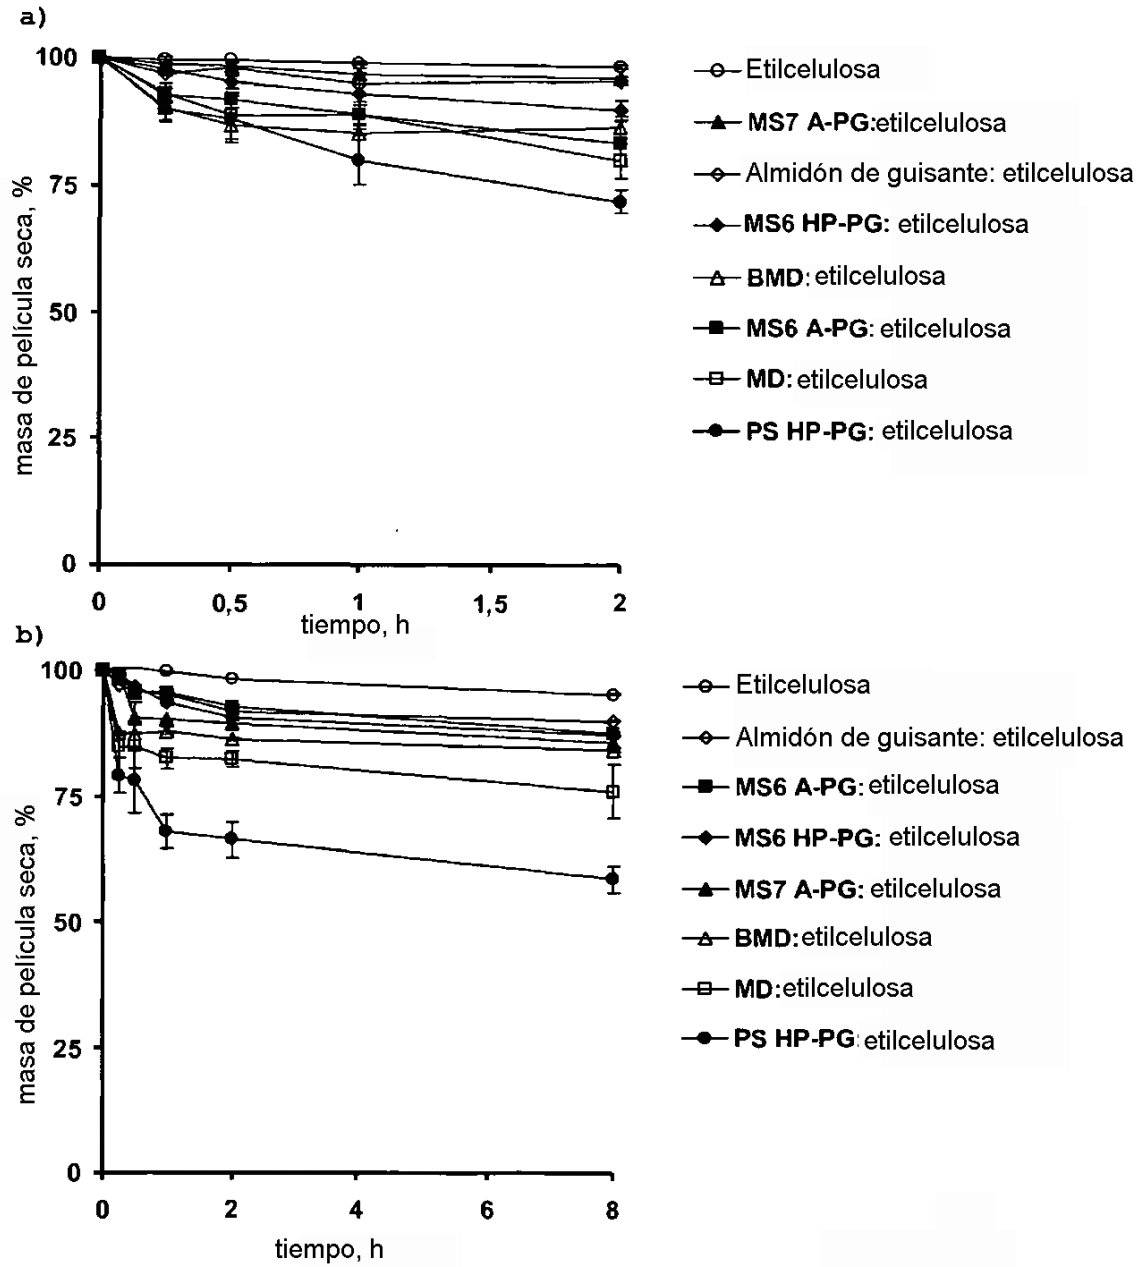 a)
masa de película seca, %
100
75
50
25
0
0 0,5 1 1,5 2
tiempo, h
Etilcelulosa
MS7 A-PG:etilcelulosa
Almidón de guisante: etilcelulosa
MS6 HP-PG: etilcelulosa
BMD: etilcelulosa
MS6 A-PG: etilcelulosa
MD: etilcelulosa
PS HP-PG: etilcelulosa
b)
masa de película seca, %
100
75
50
25
0
0 2 4 6 8
tiempo, h
Etilcelulosa
Almidón de guisante: etilcelulosa
MS6 A-PG: etilcelulosa
MS6 HP-PG: etilcelulosa
MS7 A-PG: etilcelulosa
BMD:etilcelulosa
MD:etilcelulosa
PS HP-PG: etilcelulosa